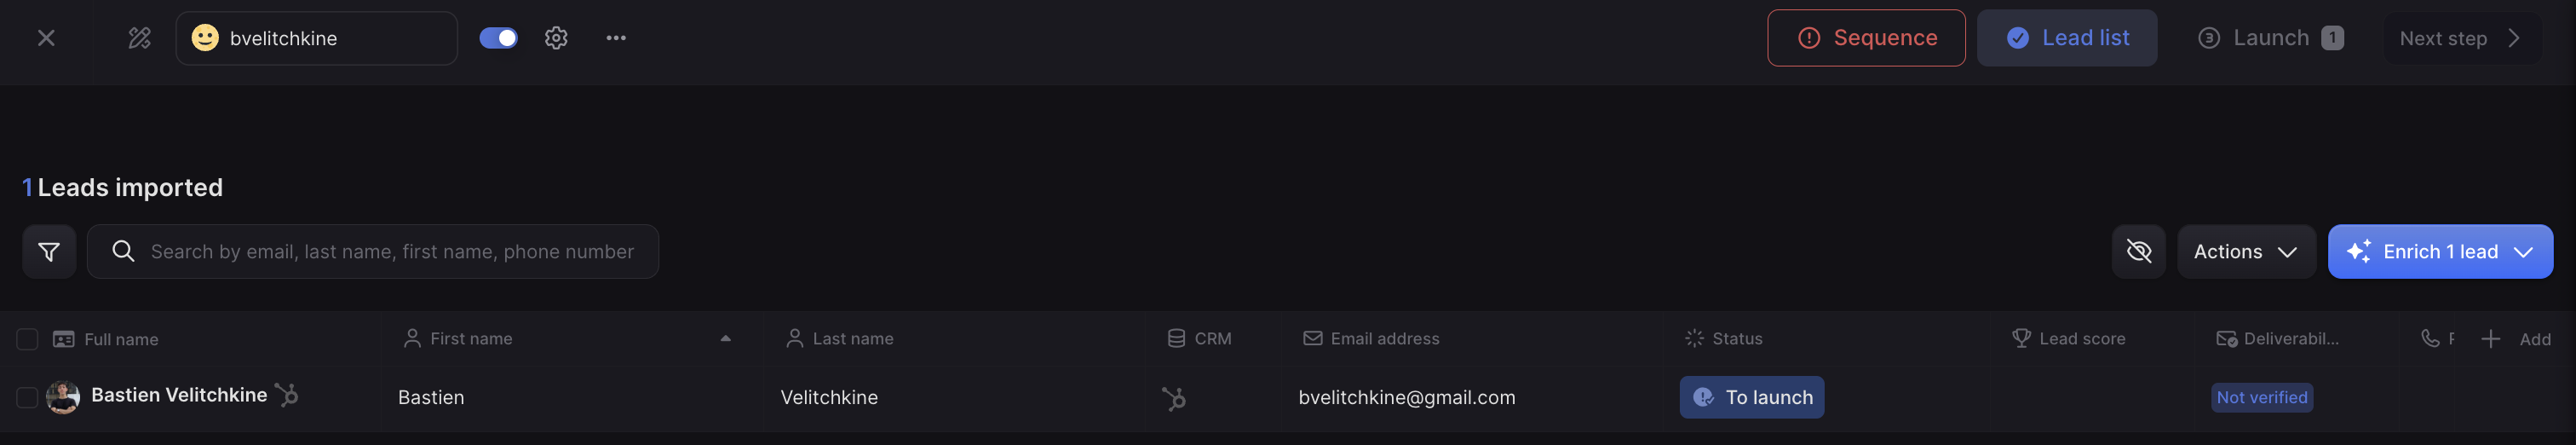 bvelitchkine
Sequence
Lead list
3 Launch 1
Next step
1 Leads imported
Search by email, last name, first name, phone number
Actions
Enrich 1 lead
Full name First name Last name CRM Email address Status Lead score Deliverabil... Add
Bastien Velitchkine Bastien Velitchkine bvelitchkine@gmail.com To launch Not verified